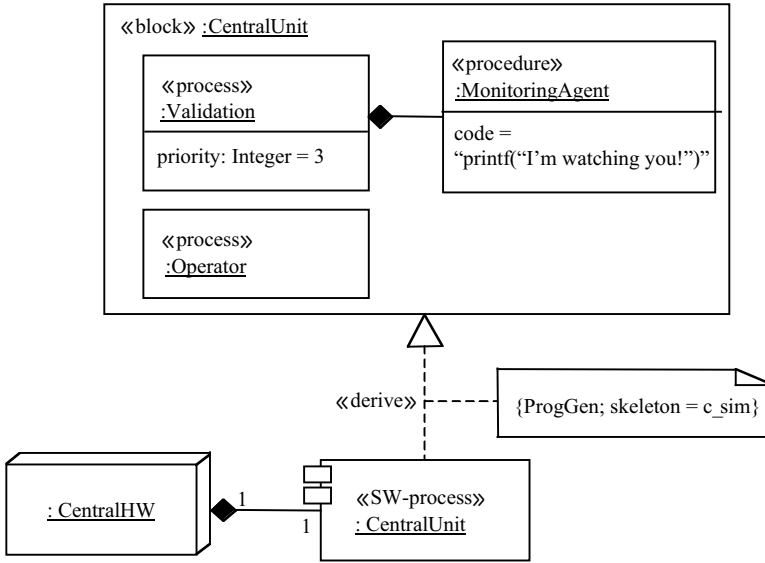 «block» :CentralUnit
«process»
:Validation
priority: Integer = 3
«procedure»
:MonitoringAgent
code =
“printf(“I’m watching you!”)”
«process»
:Operator
«derive»
{ProgGen; skeleton = c_sim}
: CentralHW
1
1
«SW-process»
: CentralUnit